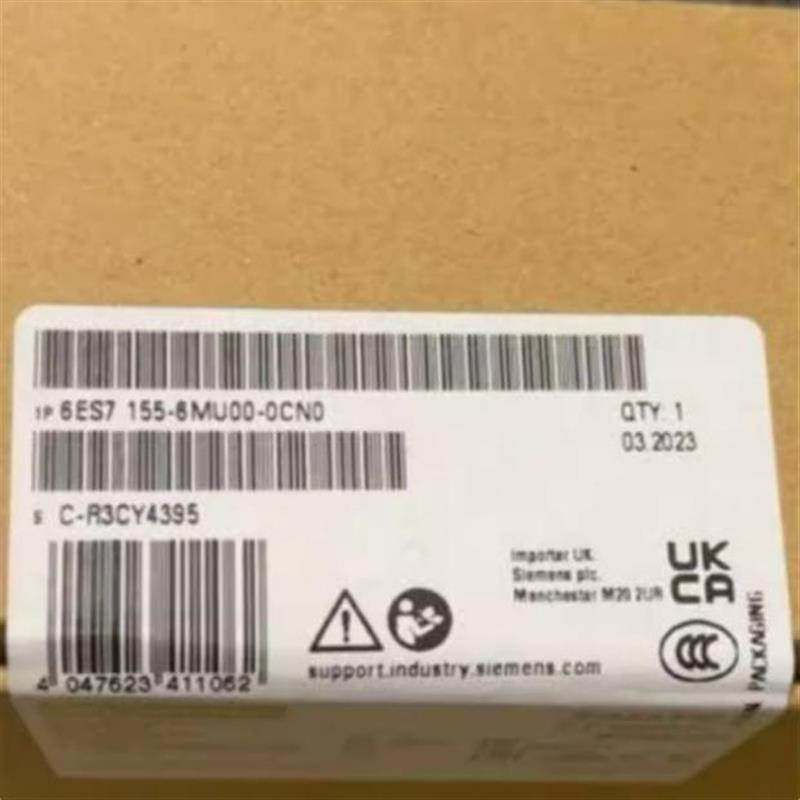 1P 6ES7 155-6MU00-0CN0
QTY: 1
03.2023
S C-R3CY4395
Importer UK:
Siemens plc.
Manchester M20 2UR
UK
CA
CCC
support.industry.siemens.com
4 047623 411062
PACKAGING